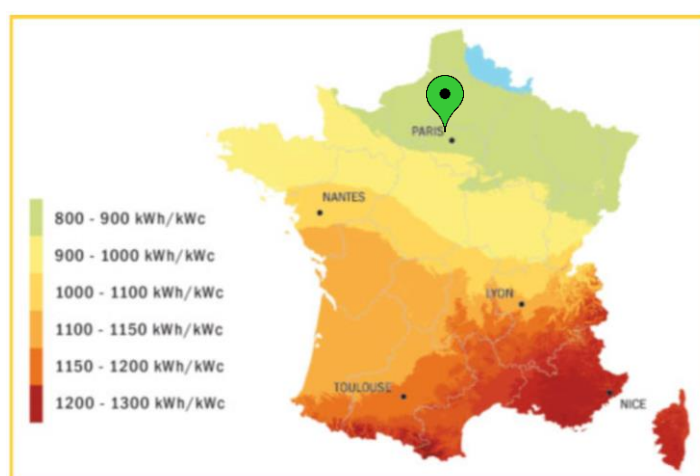 PARIS
NANTES
800 - 900 kWh/kWc
900 - 1000 kWh/kWc
1000 - 1100 kWh/kWc
LYON
1100 - 1150 kWh/kWc
1150 - 1200 kWh/kWc
TOULOUSE
1200 - 1300 kWh/kWc
NICE